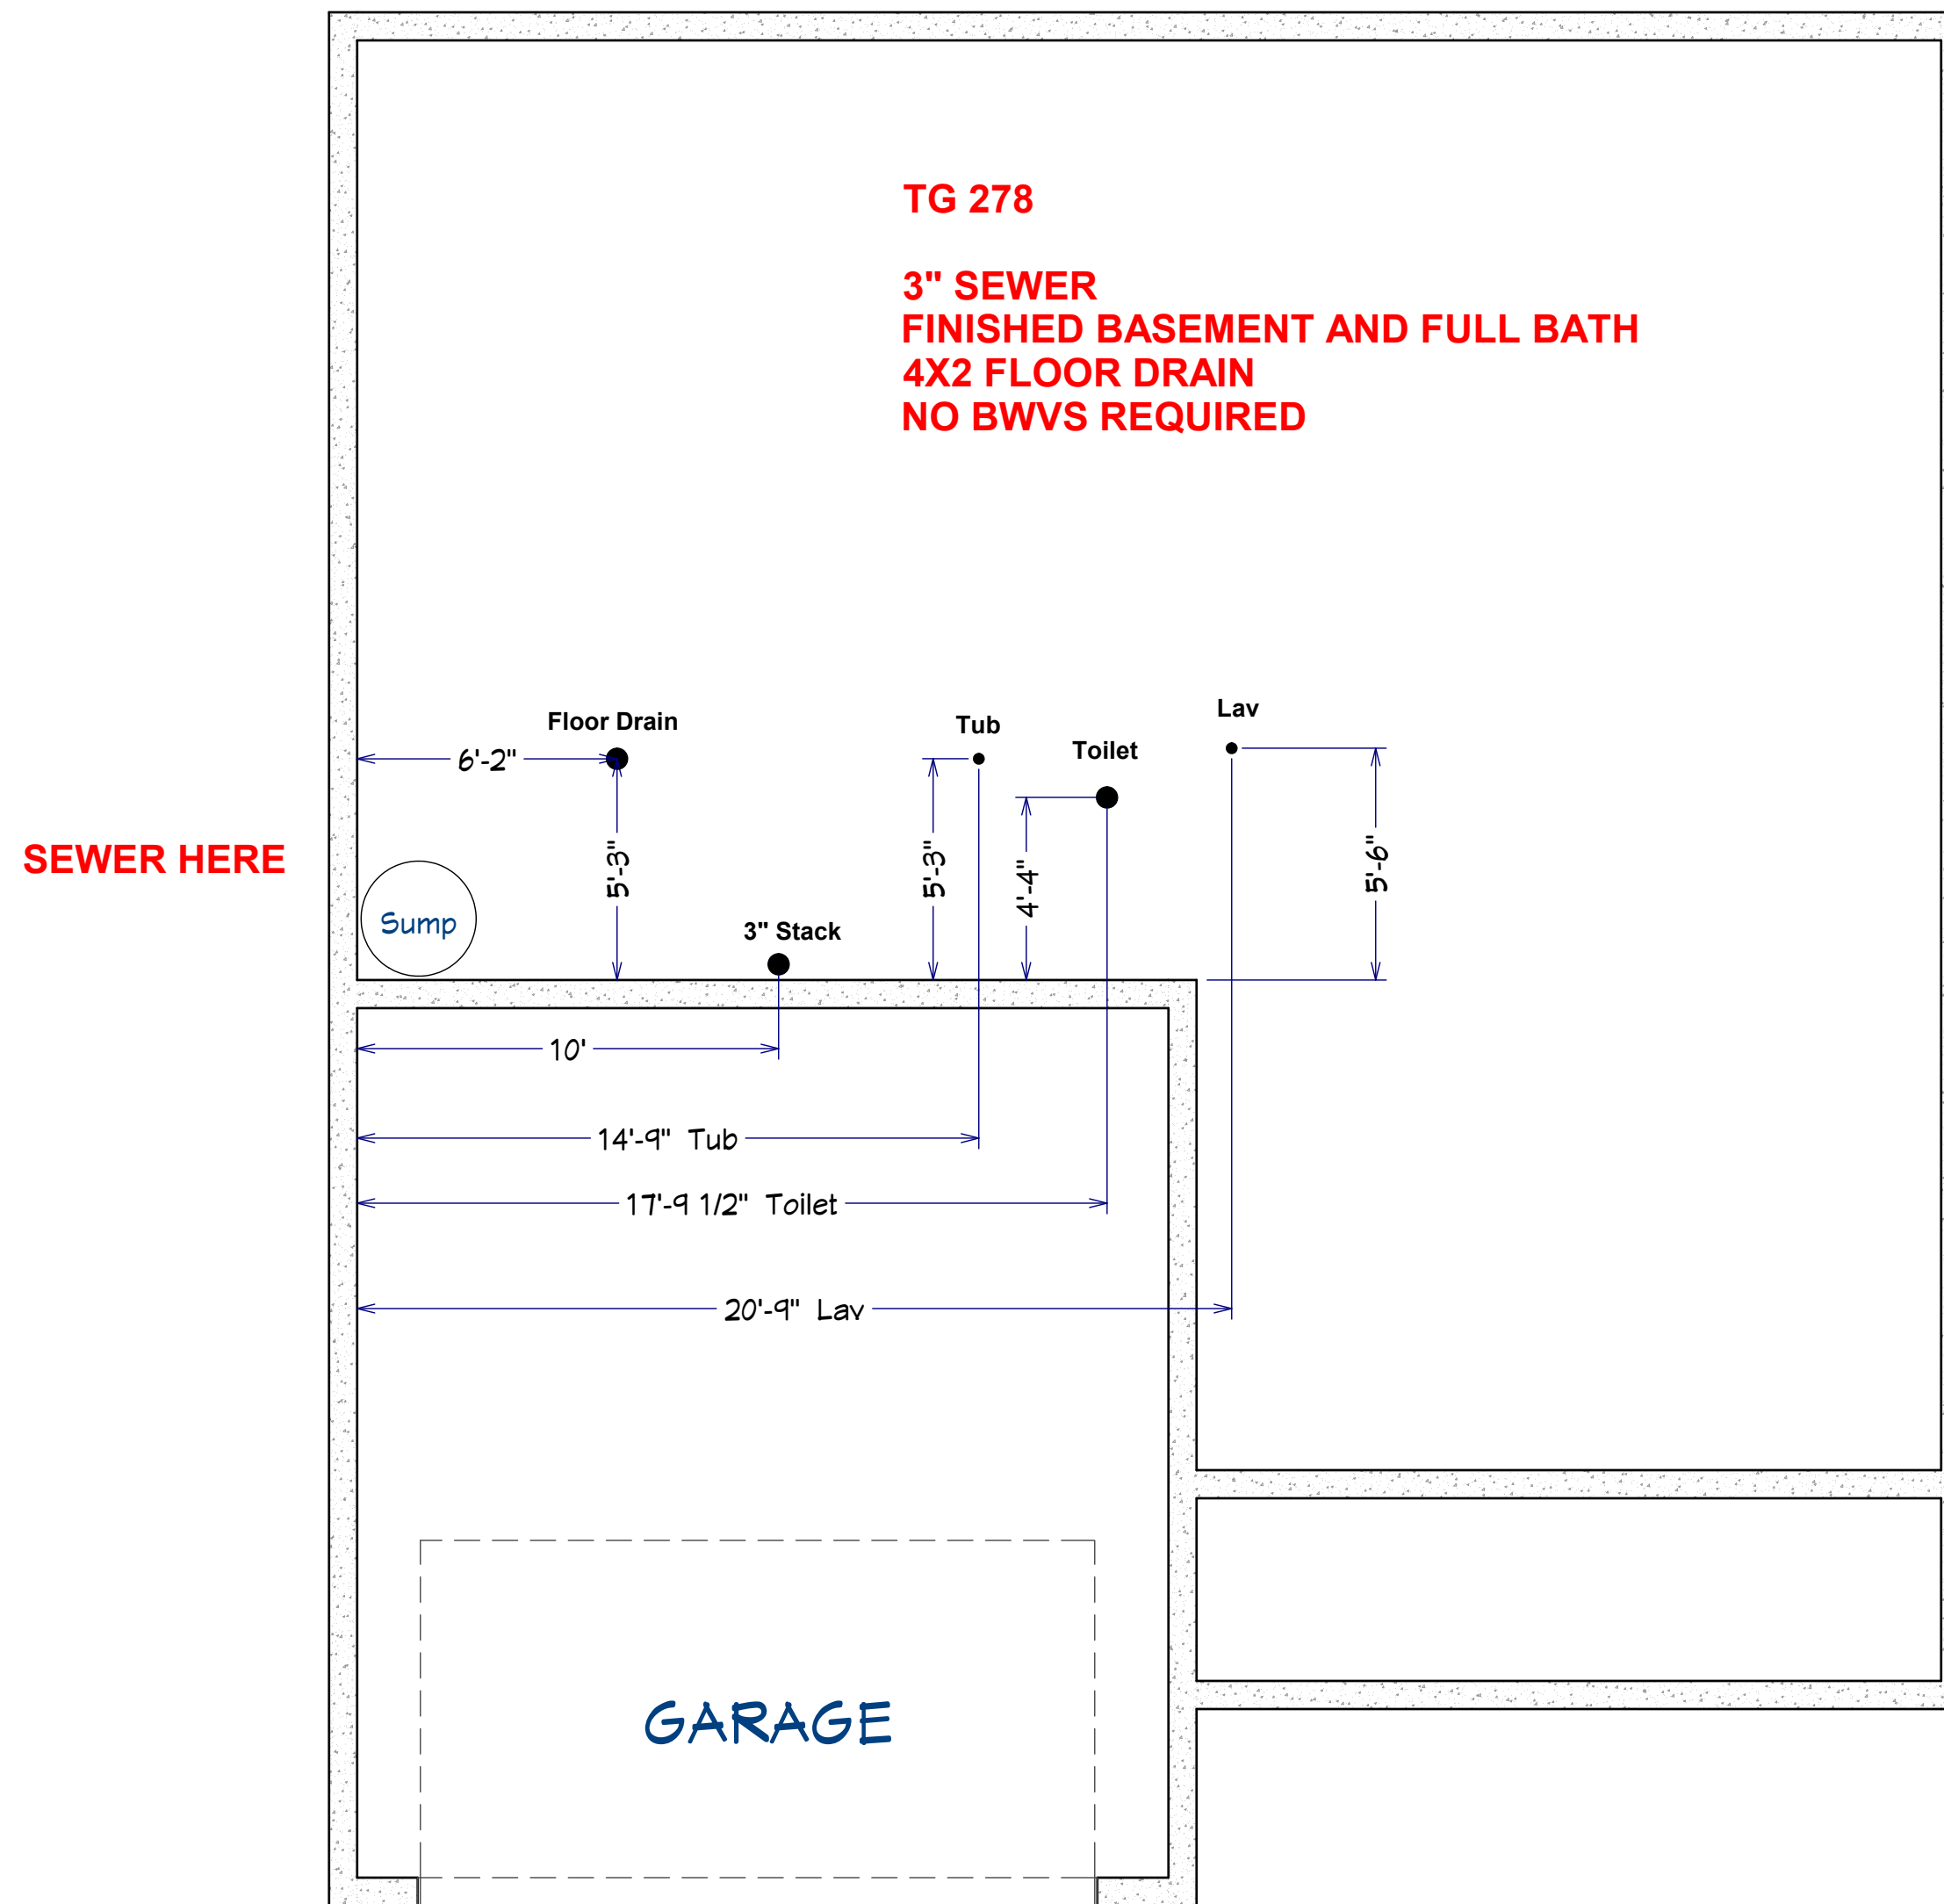 TG 278
3" SEWER
FINISHED BASEMENT AND FULL BATH
4X2 FLOOR DRAIN
NO BWVS REQUIRED
Lav
Floor Drain
Tub
Toilet
6'-2"
5'-3"
5'-3"
4'-4"
5'-6"
SEWER HERE
Sump
3" Stack
10'
14'-9" Tub
17'-9 1/2" Toilet
20'-9" Lav
GARAGE